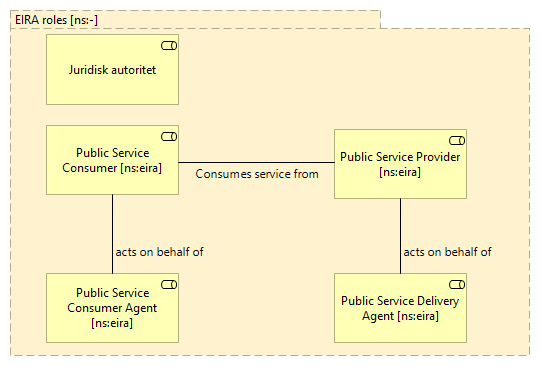 EIRA roles [ns:-]
Juridisk autoritet
Public Service
Consumer [ns:eira]
Consumes service from
Public Service Provider
[ns:eira]
acts on behalf of
acts on behalf of
Public Service
Consumer Agent
[ns:eira]
Public Service Delivery
Agent [ns:eira]